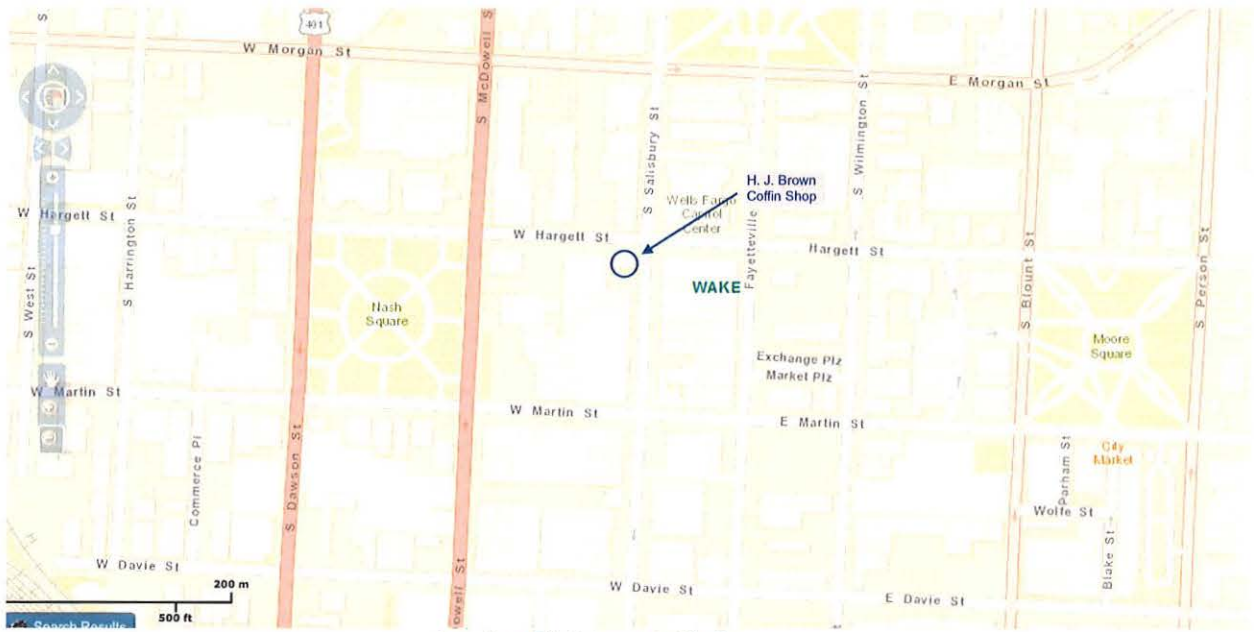 401
W Morgan St
E Morgan St
S McDowell S
S Salisbury St
S Wilmington St
H. J. Brown
Coffin Shop
Wells Fargo
Capitol
Center
W Hargett St
W Hargett St
Hargett St
S Harrington St
S West St
Fayetteville
WAKE
S Blount St
S Person St
Nash
Square
Moore
Square
Exchange Plz
Market Plz
W Martin St
W Martin St
E Martin St
Commerce Pl
S Dawson St
Parham St
City
Market
Wolfe St
Blake St
W Davie St
W Davie St
E Davie St
owell St
200 m
500 ft
Search Results